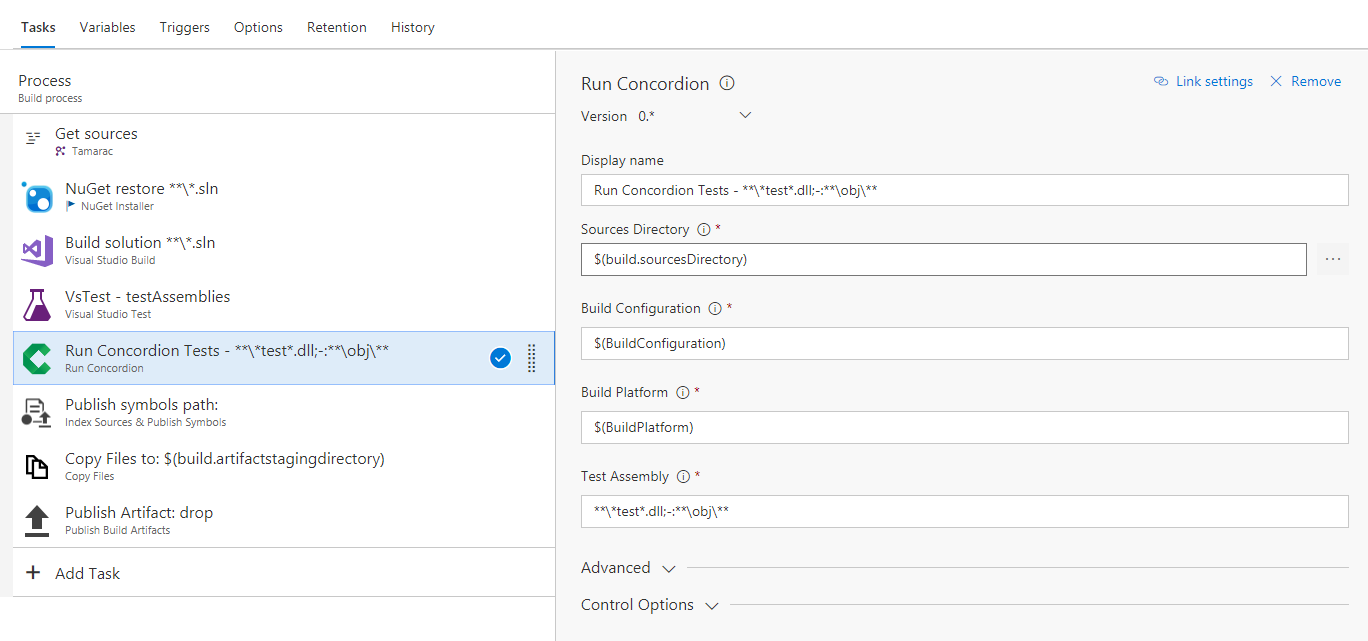 Tasks Variables Triggers Options Retention History
Process
Build process
Get sources
Tamarac
NuGet restore **\*.sln
NuGet Installer
Build solution **\*.sln
Visual Studio Build
VsTest - testAssemblies
Visual Studio Test
Run Concordion Tests - **\*test*.dll;-:**\obj\**
Run Concordion
Publish symbols path:
Index Sources & Publish Symbols
Copy Files to: $(build.artifactstagingdirectory)
Copy Files
Publish Artifact: drop
Publish Build Artifacts
+ Add Task
Run Concordion
Link settings Remove
Version 0.*
Display name
Run Concordion Tests - **\*test*.dll;-:**\obj\**
Sources Directory *
$(build.sourcesDirectory)
...
Build Configuration *
$(BuildConfiguration)
Build Platform *
$(BuildPlatform)
Test Assembly *
**\*test*.dll;-:**\obj\**
Advanced
Control Options